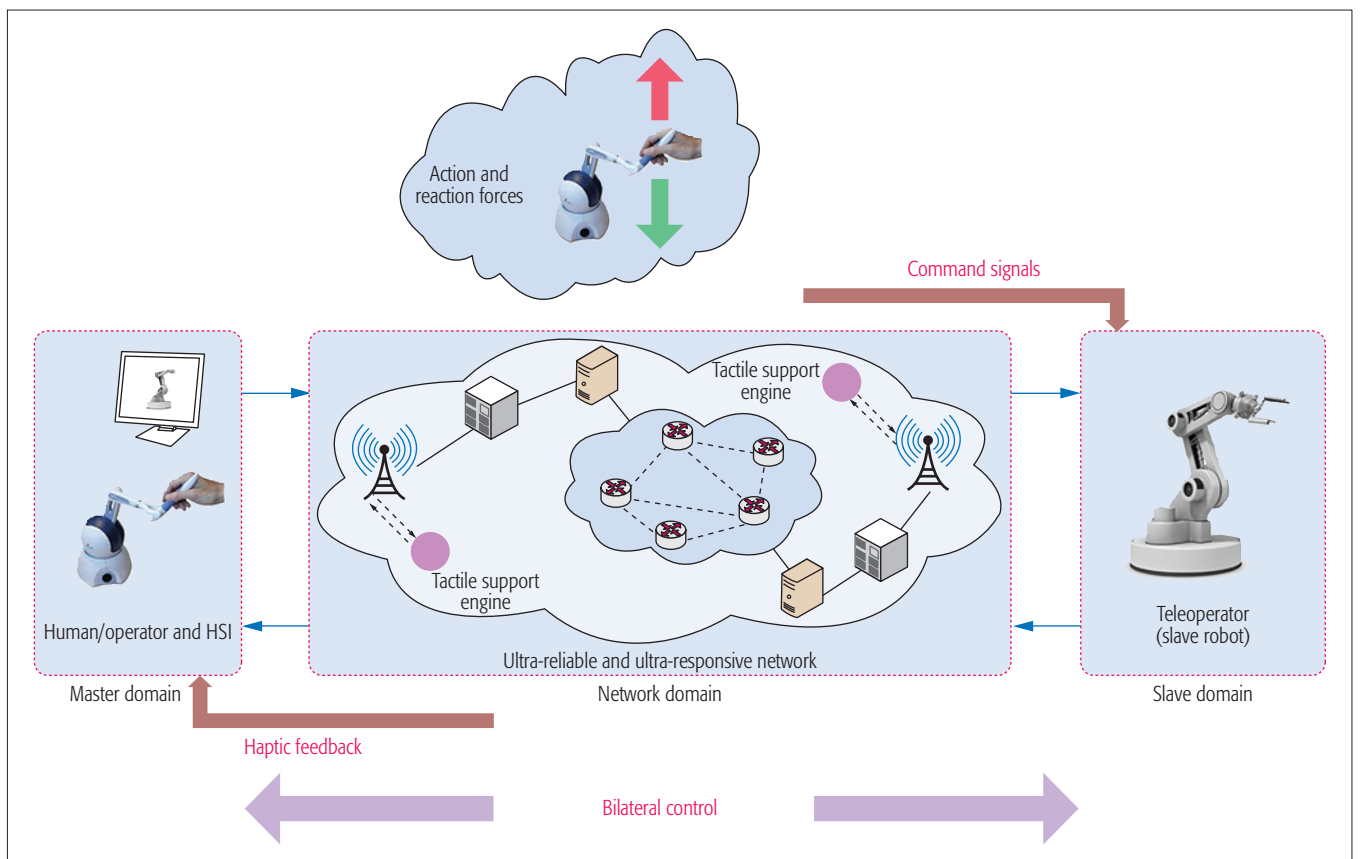 Action and
reaction forces
Command signals
Tactile support
engine
Tactile support
engine
Human/operator and HSI
Teleoperator
(slave robot)
Ultra-reliable and ultra-responsive network
Master domain
Network domain
Slave domain
Haptic feedback
Bilateral control